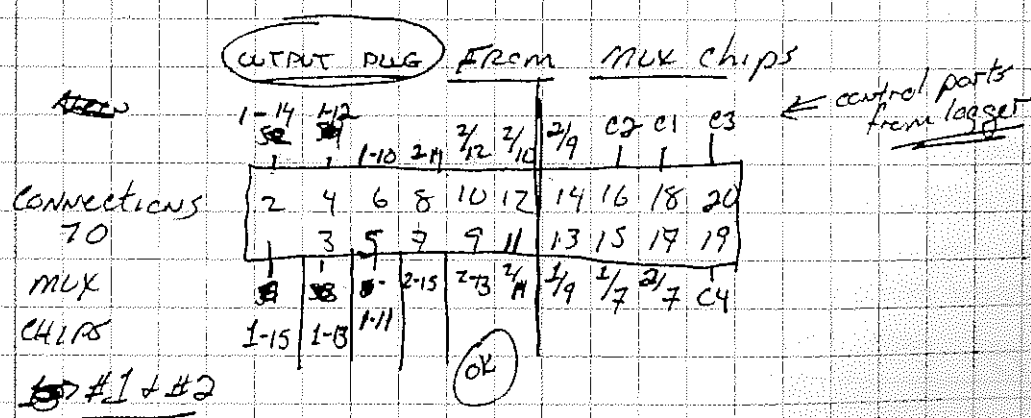 OUTPUT PLUG FROM MUX Chips
← control ports
from logger
1-14 1-12 1-10 2/12 2/10 2/9 C2 C1 C3
CONNECTIONS 2 4 6 8 10 12 14 16 18 20
TO 3 5 7 9 11 13 15 17 19
MUX 2-15 2-13 2/11 1/9 1/7 2/7 C4
CHIPS 1-15 1-13 1-11
OK
#1 + #2